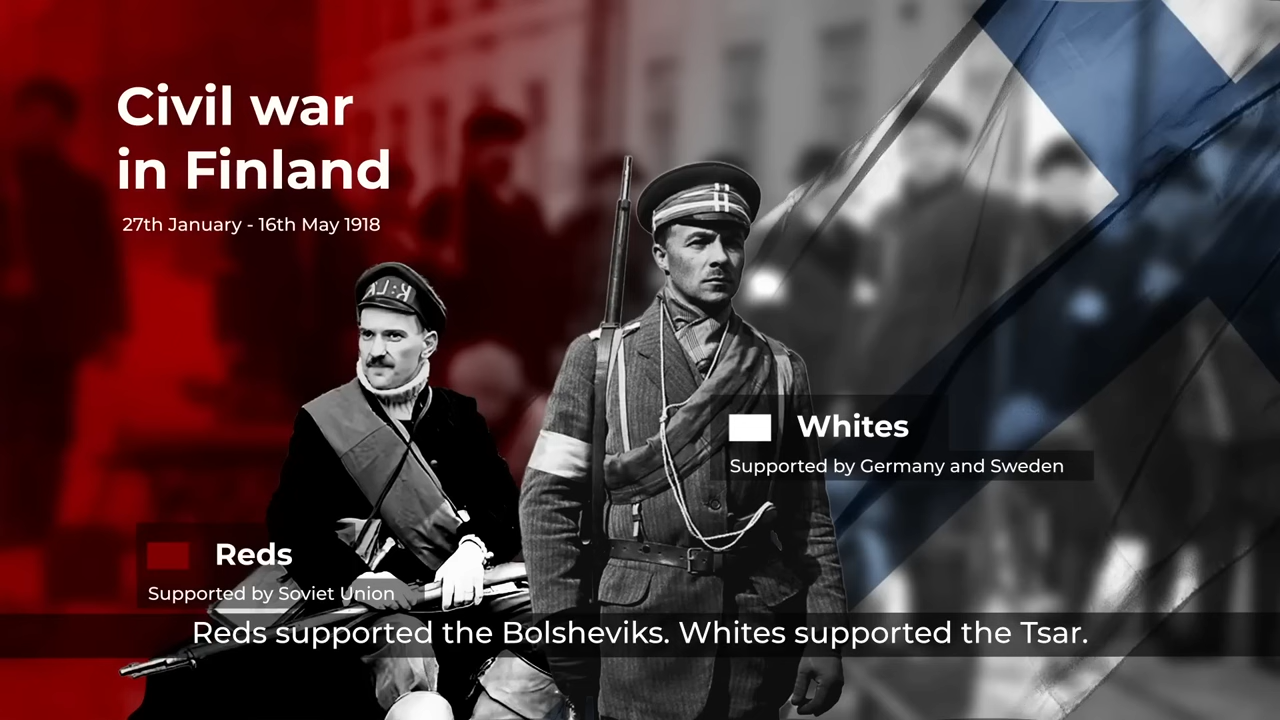 Civil war
in Finland
27th January - 16th May 1918
Whites
Supported by Germany and Sweden
Reds
Supported by Soviet Union
Reds supported the Bolsheviks. Whites supported the Tsar.